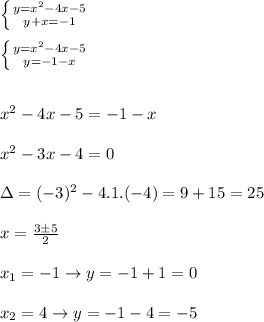 { y=x²−4x−5
y+x=−1
{ y=x²−4x−5
y=−1−x
x² − 4x − 5 = −1 − x
x² − 3x − 4 = 0
Δ = (−3)² − 4.1.(−4) = 9 + 15 = 25
x = (3±5)/2
x₁ = −1 → y = −1 + 1 = 0
x₂ = 4 → y = −1 − 4 = −5